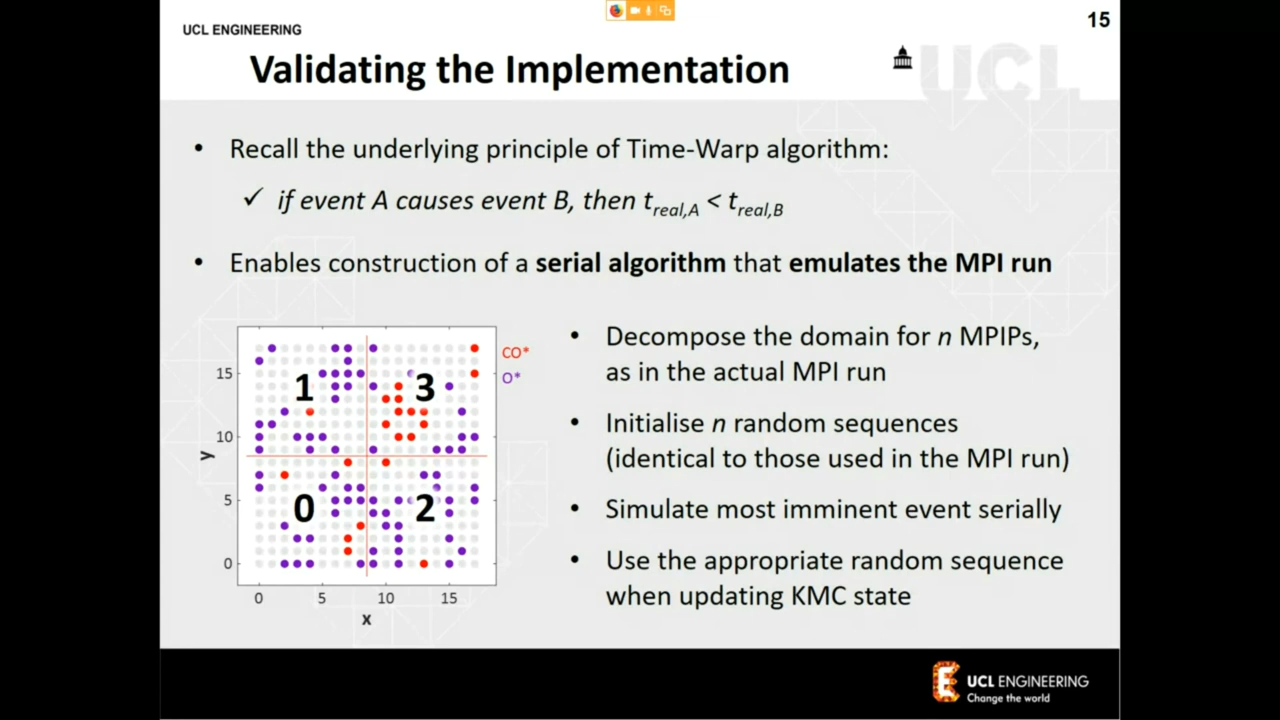 15
UCL ENGINEERING
Validating the Implementation
UCL
• Recall the underlying principle of Time-Warp algorithm:
✓ if event A causes event B, then t_real,A < t_real,B
• Enables construction of a serial algorithm that emulates the MPI run
CO*
O*
1
3
0
2
15
10
5
0
y
0 5 10 15
x
• Decompose the domain for n MPIPs,
as in the actual MPI run
• Initialise n random sequences
(identical to those used in the MPI run)
• Simulate most imminent event serially
• Use the appropriate random sequence
when updating KMC state
UCL ENGINEERING
Change the world